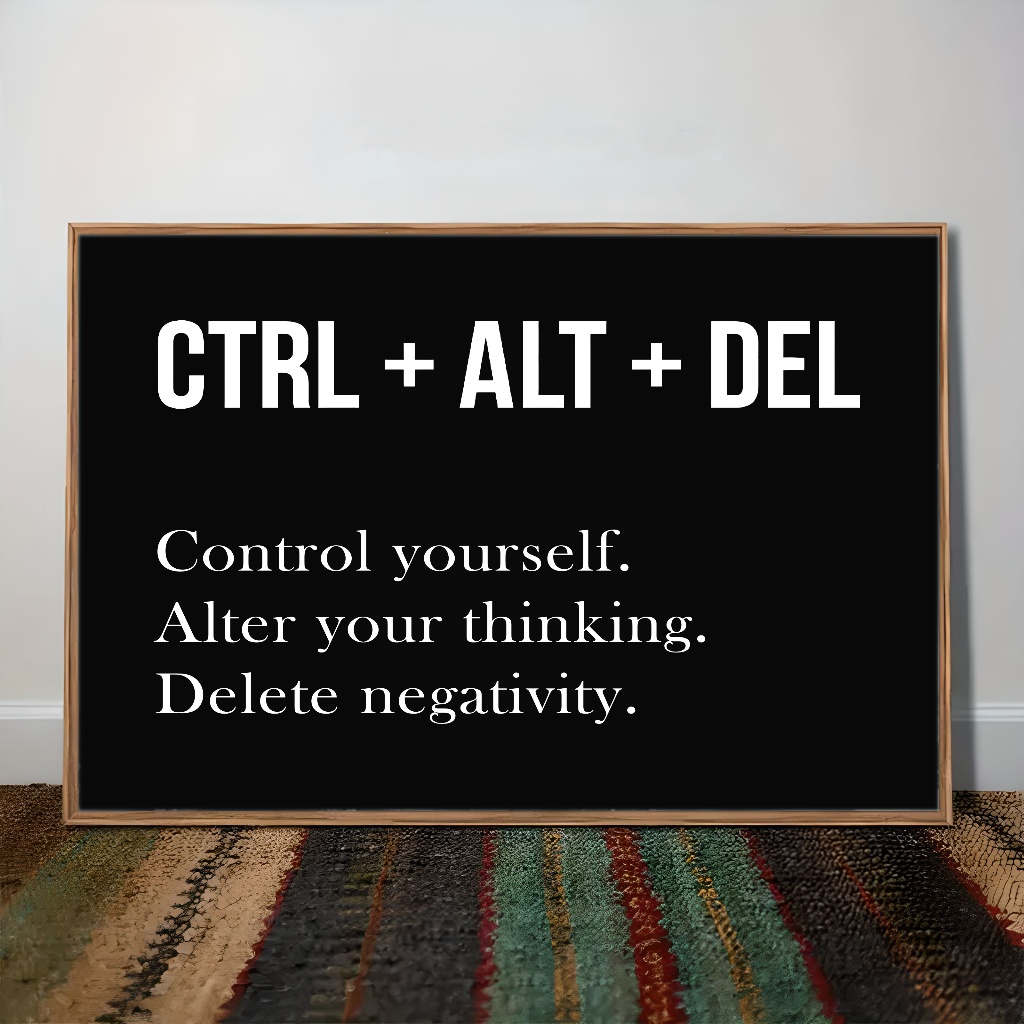 CTRL + ALT + DEL
Control yourself.
Alter your thinking.
Delete negativity.